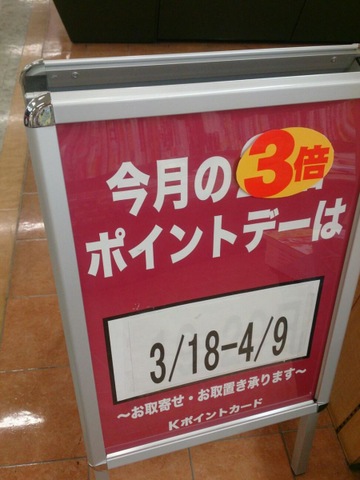 今月の3倍
ポイントデーは
3/18-4/9
〜お取寄せ・お取置き承ります〜
Kポイントカード